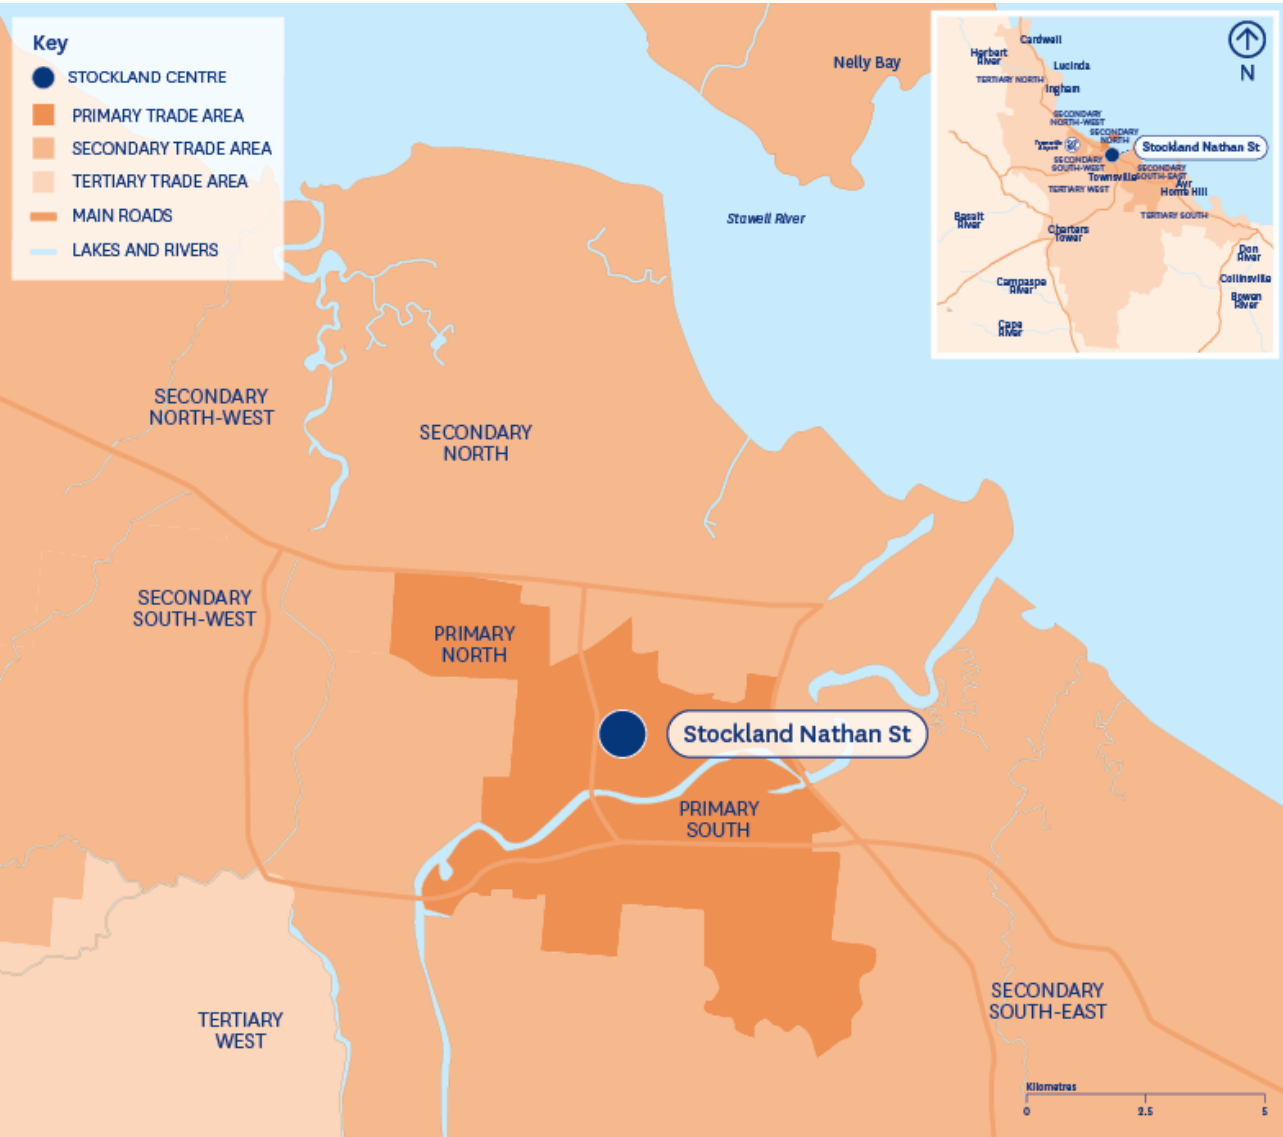 Key
STOCKLAND CENTRE
PRIMARY TRADE AREA
SECONDARY TRADE AREA
TERTIARY TRADE AREA
MAIN ROADS
LAKES AND RIVERS
Nelly Bay
Stawell River
N
Cardwell
Herbert
River
Lucinda
TERTIARY NORTH
Ingham
SECONDARY
NORTH-WEST
SECONDARY
NORTH
Townsville
Airport
Stockland Nathan St
SECONDARY
SOUTH-WEST
SECONDARY
SOUTH-EAST
Townsville
Ayr
Home Hill
TERTIARY WEST
TERTIARY SOUTH
Basalt
River
Charters
Tower
Don
River
Collinsville
Campaspe
River
Bowen
River
Cape
River
SECONDARY
NORTH-WEST
SECONDARY
NORTH
SECONDARY
SOUTH-WEST
PRIMARY
NORTH
Stockland Nathan St
PRIMARY
SOUTH
SECONDARY
SOUTH-EAST
TERTIARY
WEST
Kilometres
0 2.5 5